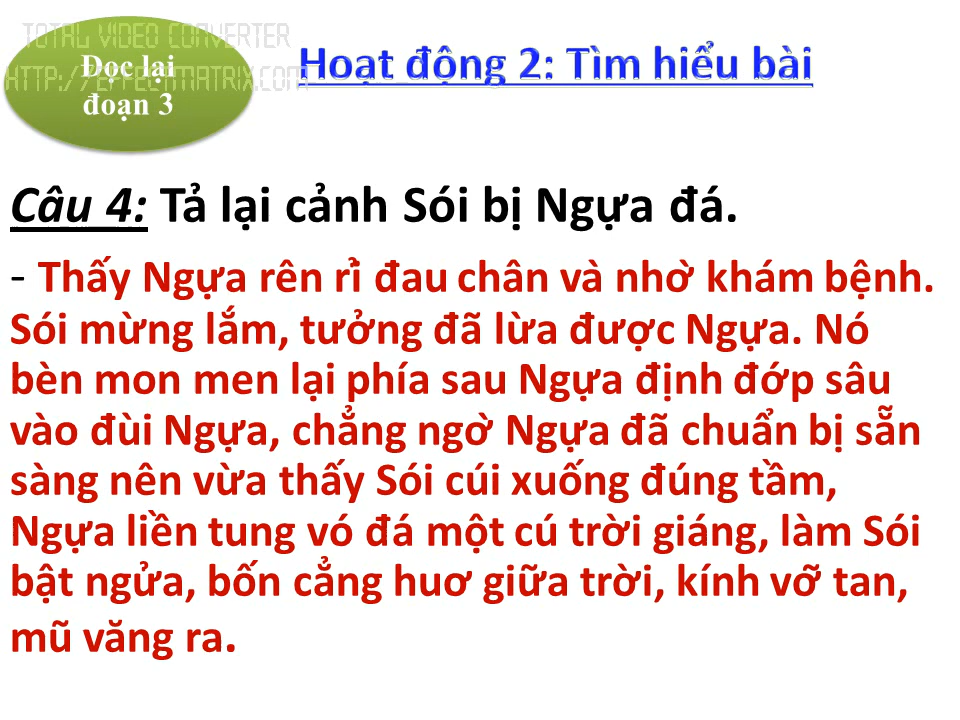 TOTAL VIDEO CONVERTER
HTTP://EFFECTMATRIX.COM
Đọc lại
đoạn 3
Hoạt động 2: Tìm hiểu bài
Câu 4: Tả lại cảnh Sói bị Ngựa đá.
- Thấy Ngựa rên rỉ đau chân và nhờ khám bệnh.
Sói mừng lắm, tưởng đã lừa được Ngựa. Nó
bèn mon men lại phía sau Ngựa định đớp sâu
vào đùi Ngựa, chẳng ngờ Ngựa đã chuẩn bị sẵn
sàng nên vừa thấy Sói cúi xuống đúng tầm,
Ngựa liền tung vó đá một cú trời giáng, làm Sói
bật ngửa, bốn cẳng huơ giữa trời, kính vỡ tan,
mũ văng ra.